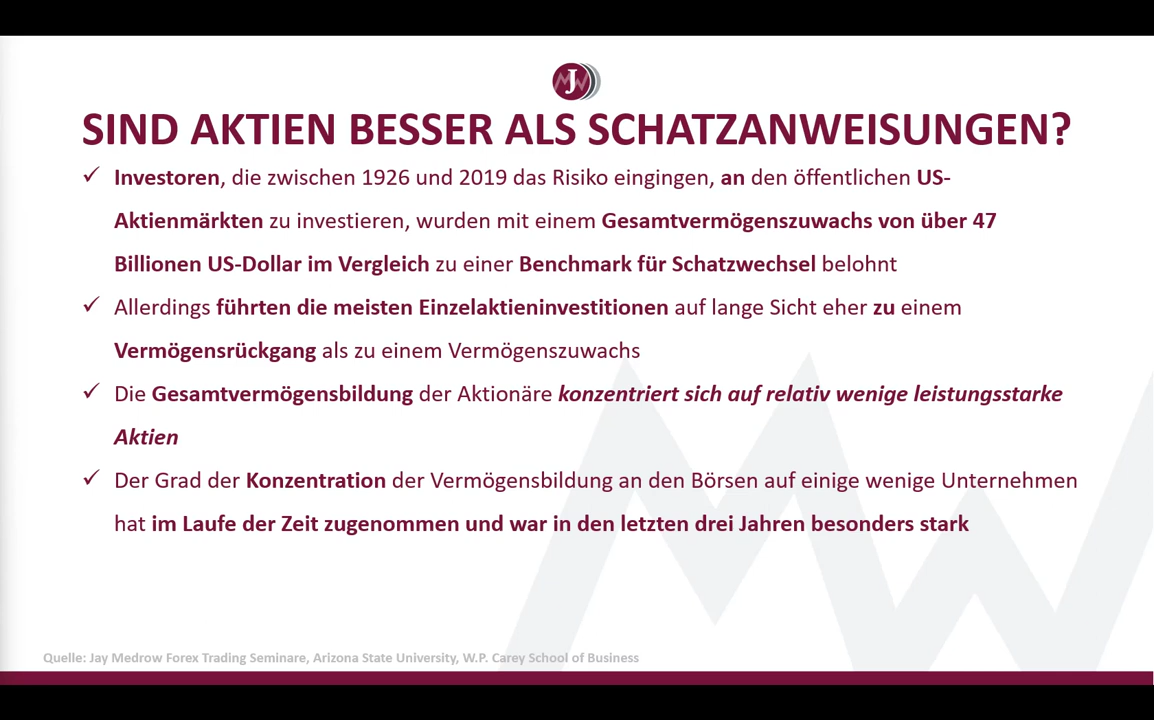 J
SIND AKTIEN BESSER ALS SCHATZANWEISUNGEN?
✓ Investoren, die zwischen 1926 und 2019 das Risiko eingingen, an den öffentlichen US-
Aktienmärkten zu investieren, wurden mit einem Gesamtvermögenszuwachs von über 47
Billionen US-Dollar im Vergleich zu einer Benchmark für Schatzwechsel belohnt
✓ Allerdings führten die meisten Einzelaktieninvestitionen auf lange Sicht eher zu einem
Vermögensrückgang als zu einem Vermögenszuwachs
✓ Die Gesamtvermögensbildung der Aktionäre konzentriert sich auf relativ wenige leistungsstarke
Aktien
✓ Der Grad der Konzentration der Vermögensbildung an den Börsen auf einige wenige Unternehmen
hat im Laufe der Zeit zugenommen und war in den letzten drei Jahren besonders stark
Quelle: Jay Medrow Forex Trading Seminare, Arizona State University, W.P. Carey School of Business